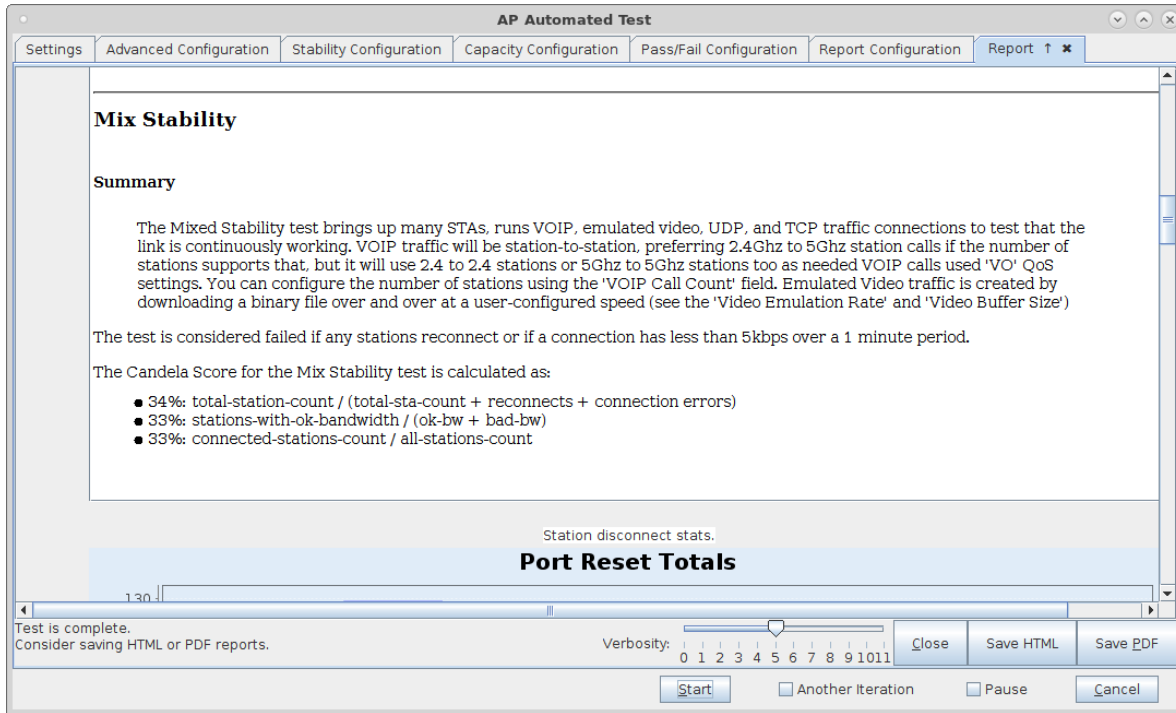 AP Automated Test
Settings
Advanced Configuration
Stability Configuration
Capacity Configuration
Pass/Fail Configuration
Report Configuration
Report ↑ ✖
Mix Stability
Summary
The Mixed Stability test brings up many STAs, runs VOIP, emulated video, UDP, and TCP traffic connections to test that the
link is continuously working. VOIP traffic will be station-to-station, preferring 2.4Ghz to 5Ghz station calls if the number of
stations supports that, but it will use 2.4 to 2.4 stations or 5Ghz to 5Ghz stations too as needed VOIP calls used 'VO' QoS
settings. You can configure the number of stations using the 'VOIP Call Count' field. Emulated Video traffic is created by
downloading a binary file over and over at a user-configured speed (see the 'Video Emulation Rate' and 'Video Buffer Size')
The test is considered failed if any stations reconnect or if a connection has less than 5kbps over a 1 minute period.
The Candela Score for the Mix Stability test is calculated as:
● 34%: total-station-count / (total-sta-count + reconnects + connection errors)
● 33%: stations-with-ok-bandwidth / (ok-bw + bad-bw)
● 33%: connected-stations-count / all-stations-count
Station disconnect stats.
Port Reset Totals
130
Test is complete.
Consider saving HTML or PDF reports.
Verbosity:
0 1 2 3 4 5 6 7 8 9 10 11
Close
Save HTML
Save PDF
Start
Another Iteration
Pause
Cancel